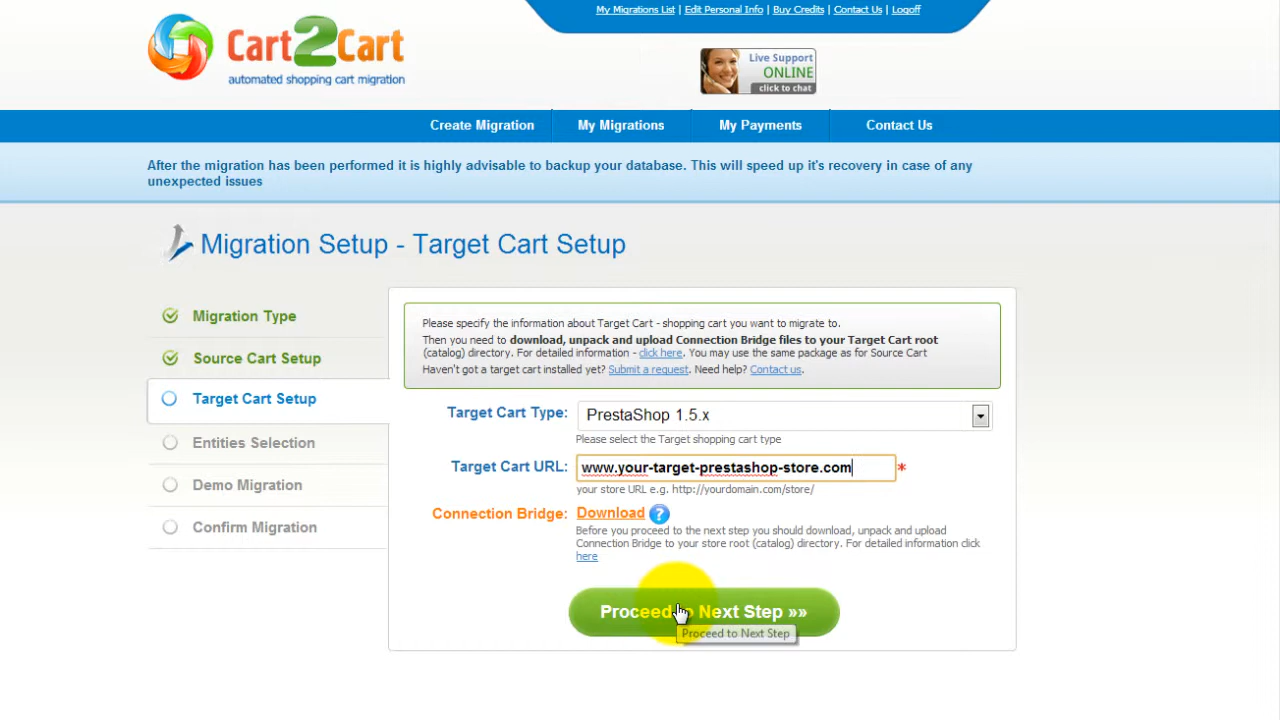 My Migrations List | Edit Personal Info | Buy Credits | Contact Us | Logoff
Cart2Cart
automated shopping cart migration
Live Support
ONLINE
click to chat
Create Migration
My Migrations
My Payments
Contact Us
After the migration has been performed it is highly advisable to backup your database. This will speed up it's recovery in case of any
unexpected issues
Migration Setup - Target Cart Setup
Migration Type
Source Cart Setup
Target Cart Setup
Entities Selection
Demo Migration
Confirm Migration
Please specify the information about Target Cart - shopping cart you want to migrate to.
Then you need to download, unpack and upload Connection Bridge files to your Target Cart root
(catalog) directory. For detailed information - click here. You may use the same package as for Source Cart
Haven't got a target cart installed yet? Submit a request. Need help? Contact us.
Target Cart Type: PrestaShop 1.5.x
Please select the Target shopping cart type
Target Cart URL: www.your-target-prestashop-store.com *
your store URL e.g. http://yourdomain.com/store/
Connection Bridge: Download ?
Before you proceed to the next step you should download, unpack and upload
Connection Bridge to your store root (catalog) directory. For detailed information click
here
Proceed to Next Step »»
Proceed to Next Step